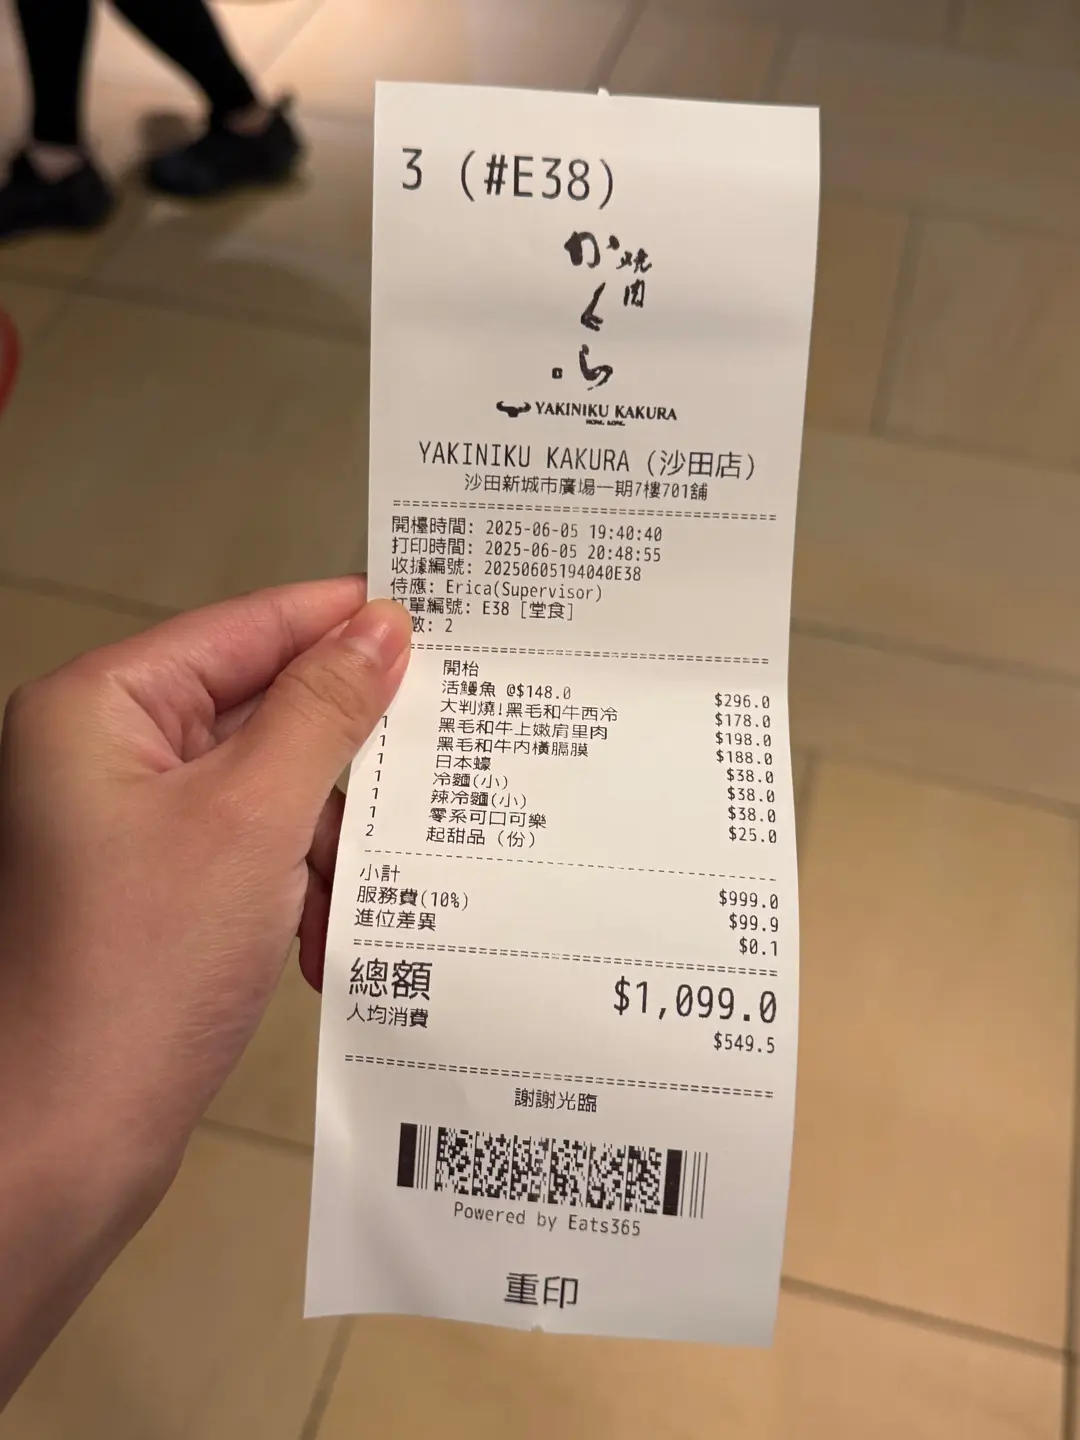 3 (#E38)
かくら
焼肉
YAKINIKU KAKURA
HONG KONG
YAKINIKU KAKURA (沙田店)
沙田新城市廣場一期7樓701舖
開檯時間: 2025-06-05 19:40:40
打印時間: 2025-06-05 20:48:55
收據編號: 20250605194040E38
侍應: Erica(Supervisor)
訂單編號: E38 [堂食]
數: 2
開枱
活鰻魚 @$148.0 $296.0
大判燒!黑毛和牛西冷 $178.0
1 黑毛和牛上嫩肩里肉 $198.0
1 黑毛和牛內橫膈膜 $188.0
1 日本蠔 $38.0
1 冷麵(小) $38.0
1 辣冷麵(小) $38.0
1 零系可口可樂 $25.0
2 起甜品 (份)
小計 $999.0
服務費(10%) $99.9
進位差異 $0.1
總額 $1,099.0
人均消費 $549.5
謝謝光臨
Powered by Eats365
重印